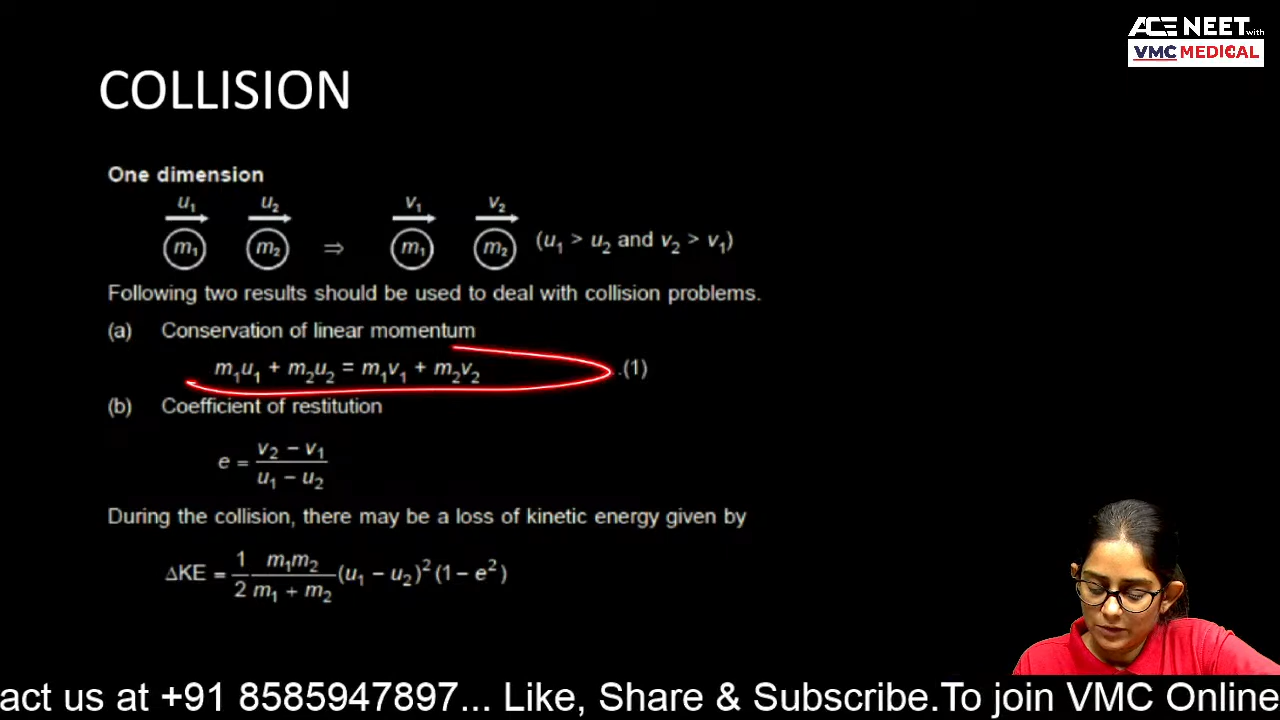 ACE NEET with
VMC MEDICAL
COLLISION
One dimension
u₁ u₂ v₁ v₂
m₁ m₂ ⇒ m₁ m₂ (u₁ > u₂ and v₂ > v₁)
Following two results should be used to deal with collision problems.
(a) Conservation of linear momentum
m₁u₁ + m₂u₂ = m₁v₁ + m₂v₂ .(1)
(b) Coefficient of restitution
e = (v₂ − v₁)/(u₁ − u₂)
During the collision, there may be a loss of kinetic energy given by
ΔKE = 1/2 m₁m₂/(m₁ + m₂) (u₁ − u₂)² (1 − e²)
act us at +91 8585947897... Like, Share & Subscribe.To join VMC Online